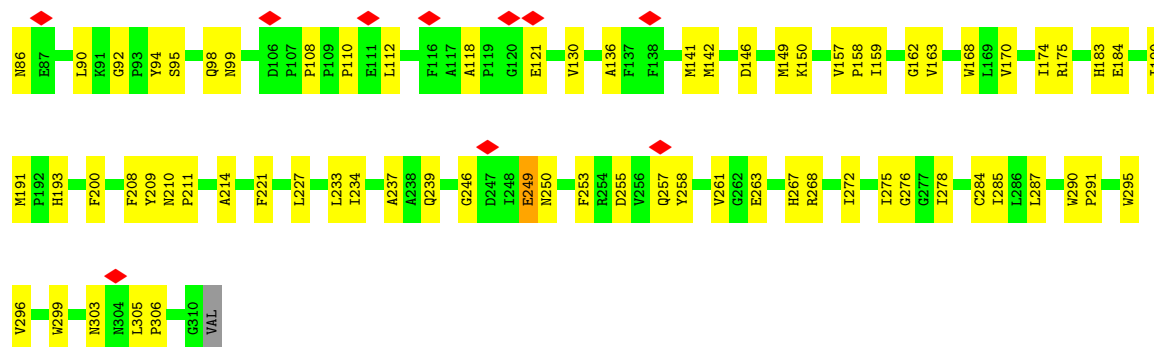 N86 E87 L90 K91 G92 P93 Y94 S95 Q98 N99 D106 P107 P108 P109 P110 E111 L112 F116 A117 A118 P119 G120 E121 V130 A136 F137 F138 M141 M142 D146 M149 K150 V157 P158 I159 G162 V163 W168 L169 V170 I174 R175 H183 E184
M191 P192 H193 F200 F208 Y209 N210 P211 A214 F221 L227 L233 I234 A237 A238 Q239 G246 D247 I248 E249 N250 F253 R254 D255 V256 Q257 Y258 V261 G262 E263 H267 R268 I272 I275 G276 G277 I278 C284 I285 L286 L287 W290 P291 W295
V296 W299 N303 N304 L305 P306 G310 VAL